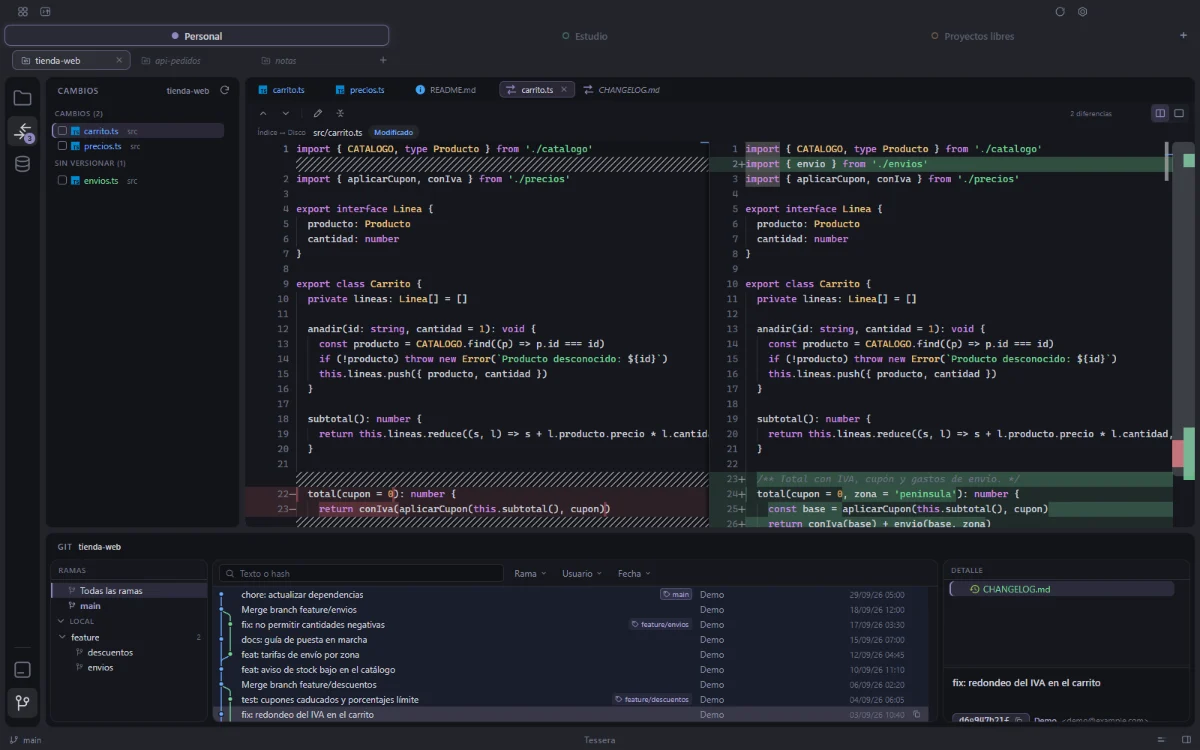 Personal
Estudio
Proyectos libres
tienda-web
api-pedidos
notas
CAMBIOS tienda-web
CAMBIOS (2)
carrito.ts src
precios.ts src
SIN VERSIONAR (1)
envios.ts src
3
carrito.ts
precios.ts
README.md
carrito.ts
CHANGELOG.md
2 diferencias
Índice → Disco src/carrito.ts Modificado
1 import { CATALOGO, type Producto } from './catalogo'
2 import { aplicarCupon, conIva } from './precios'
3
4 export interface Linea {
5 producto: Producto
6 cantidad: number
7 }
8
9 export class Carrito {
10 private lineas: Linea[] = []
11
12 anadir(id: string, cantidad = 1): void {
13 const producto = CATALOGO.find((p) => p.id === id)
14 if (!producto) throw new Error(`Producto desconocido: ${id}`)
15 this.lineas.push({ producto, cantidad })
16 }
17
18 subtotal(): number {
19 return this.lineas.reduce((s, l) => s + l.producto.precio * l.cantid
20 }
21
22− total(cupon = 0): number {
23− return conIva(aplicarCupon(this.subtotal(), cupon))
1 import { CATALOGO, type Producto } from './catalogo'
2+ import { envio } from './envios'
3 import { aplicarCupon, conIva } from './precios'
4
5 export interface Linea {
6 producto: Producto
7 cantidad: number
8 }
9
10 export class Carrito {
11 private lineas: Linea[] = []
12
13 anadir(id: string, cantidad = 1): void {
14 const producto = CATALOGO.find((p) => p.id === id)
15 if (!producto) throw new Error(`Producto desconocido: ${id}`)
16 this.lineas.push({ producto, cantidad })
17 }
18
19 subtotal(): number {
20 return this.lineas.reduce((s, l) => s + l.producto.precio * l.cantidad,
21 }
22
23+ /** Total con IVA, cupón y gastos de envío. */
24+ total(cupon = 0, zona = 'peninsula'): number {
25+ const base = aplicarCupon(this.subtotal(), cupon)
26+ return conIva(base) + envio(base, zona)
GIT tienda-web
RAMAS
Todas las ramas
main
LOCAL
feature 2
descuentos
envios
Texto o hash
Rama
Usuario
Fecha
chore: actualizar dependencias main Demo 29/09/26 05:00
Merge branch feature/envios Demo 18/09/26 12:00
fix: no permitir cantidades negativas feature/envios Demo 17/09/26 03:30
docs: guía de puesta en marcha Demo 15/09/26 07:00
feat: tarifas de envío por zona Demo 12/09/26 04:45
feat: aviso de stock bajo en el catálogo Demo 10/09/26 11:10
Merge branch feature/descuentos Demo 06/09/26 02:20
test: cupones caducados y porcentajes límite feature/descuentos Demo 04/09/26 06:05
fix: redondeo del IVA en el carrito Demo 03/09/26 10:40
DETALLE
CHANGELOG.md
fix: redondeo del IVA en el carrito
Demo <demo@example.com>
main
Tessera